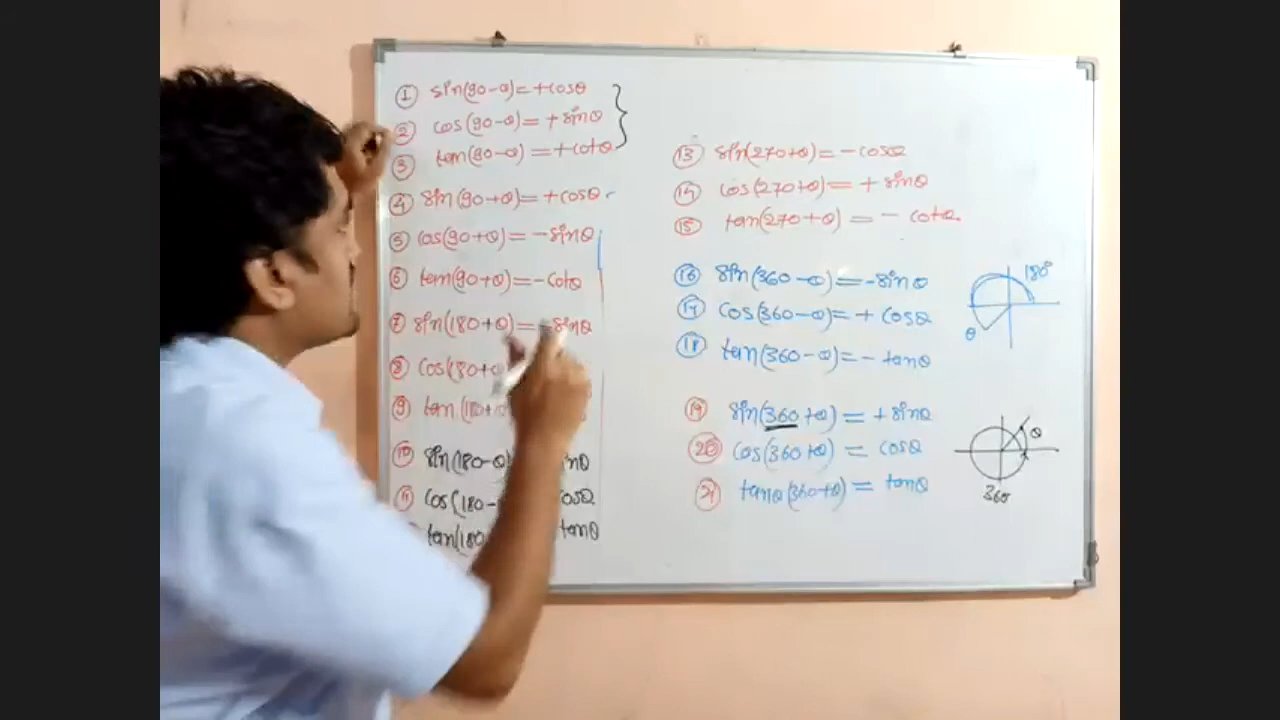 ① sin(90-θ)=+cosθ
② cos(90-θ)=+sinθ
③ tan(90-θ)=+cotθ
④ sin(90+θ)=+cosθ
⑤ cos(90+θ)=-sinθ
⑥ tan(90+θ)=-cotθ
⑦ sin(180+θ)=-sinθ
⑧ cos(180+θ
⑨ tan(180+θ
⑩ sin(180-θ) inθ
⑪ cos(180- cosθ
tan(180 tanθ
⑬ sin(270+θ)=-cosθ
⑭ cos(270+θ)=+sinθ
⑮ tan(270+θ)=-cotθ
⑯ sin(360-θ)=-sinθ
⑰ cos(360-θ)=+cosθ
⑱ tan(360-θ)=-tanθ
180°
θ
⑲ sin(360+θ)=+sinθ
⑳ cos(360+θ)=cosθ
㉑ tanθ(360+θ)=tanθ
θ
360